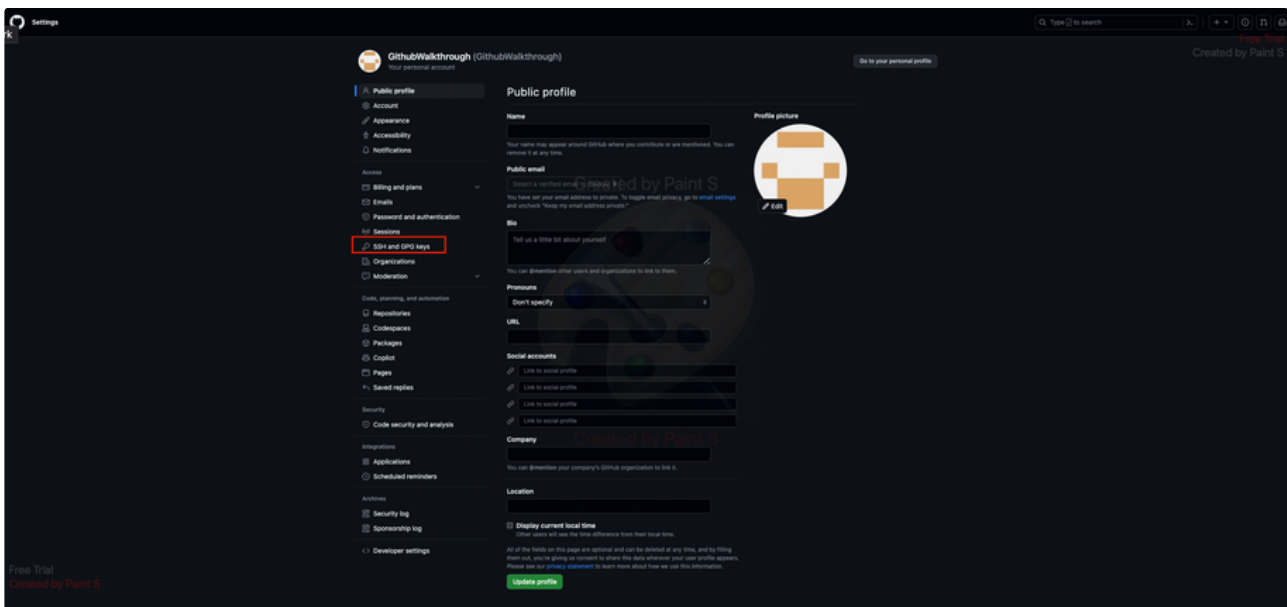 Settings
Type / to search
rk
Free Trial
Created by Paint S
GithubWalkthrough (GithubWalkthrough)
Your personal account
Go to your personal profile
Public profile
Account
Appearance
Accessibility
Notifications
Access
Billing and plans
Emails
Password and authentication
Sessions
SSH and GPG keys
Organizations
Moderation
Code, planning, and automation
Repositories
Codespaces
Packages
Copilot
Pages
Saved replies
Security
Code security and analysis
Integrations
Applications
Scheduled reminders
Archives
Security log
Sponsorship log
Developer settings
Public profile
Name
Your name may appear around GitHub where you contribute or are mentioned. You can
remove it at any time.
Public email
Select a verified email to display
Created by Paint S
You have set your email address to private. To toggle email privacy, go to email settings
and uncheck "Keep my email address private."
Bio
Tell us a little bit about yourself
You can @mention other users and organizations to link to them.
Pronouns
Don't specify
URL
Social accounts
Link to social profile
Link to social profile
Link to social profile
Link to social profile
Company
Created by Paint S
You can @mention your company's GitHub organization to link it.
Location
Display current local time
Other users will see the time difference from their local time.
All of the fields on this page are optional and can be deleted at any time, and by filling
them out, you're giving us consent to share this data wherever your user profile appears.
Please see our privacy statement to learn more about how we use this information.
Update profile
Profile picture
Edit
Free Trial
Created by Paint S